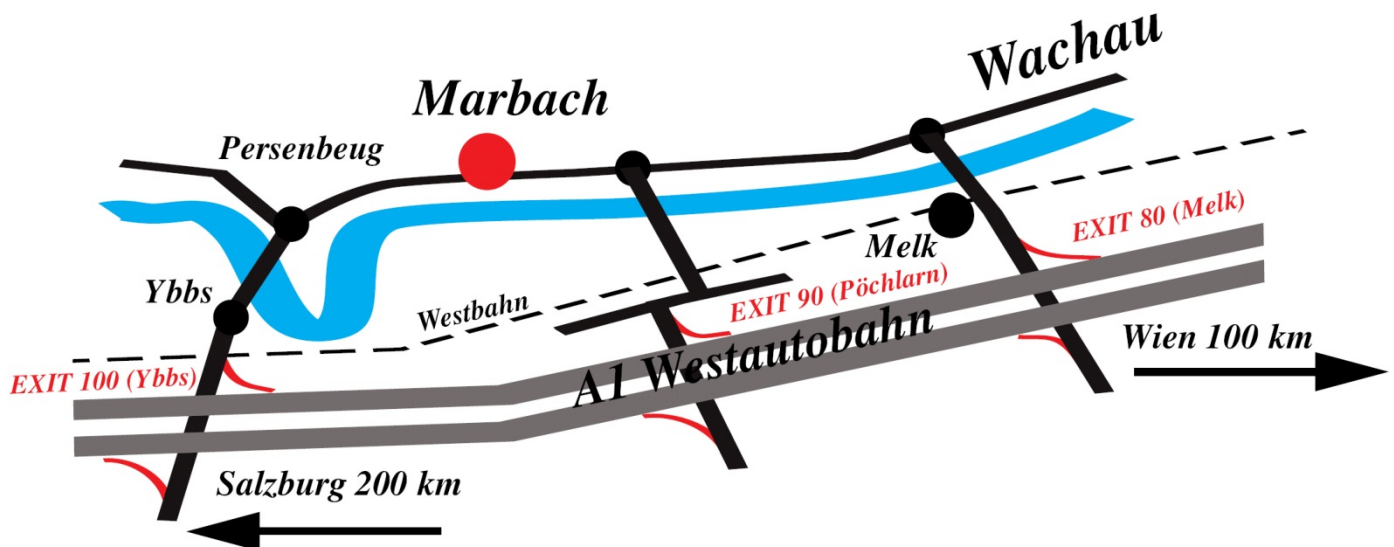 Wachau
Marbach
Persenbeug
EXIT 80 (Melk)
Melk
Ybbs
EXIT 90 (Pöchlarn)
Westbahn
A1 Westautobahn
Wien 100 km
EXIT 100 (Ybbs)
Salzburg 200 km